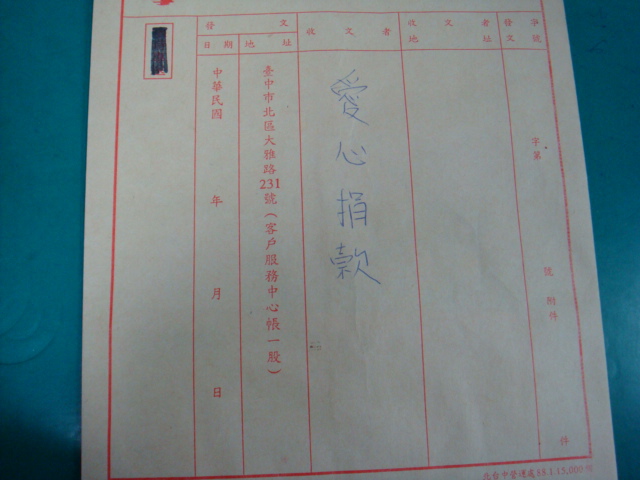 發文字號
字第
號附件
件
收文者地址
收文者
愛心捐款
發文
地址
臺中市北區大雅路231號(客戶服務中心帳一股)
日期
中華民國
年
月
日